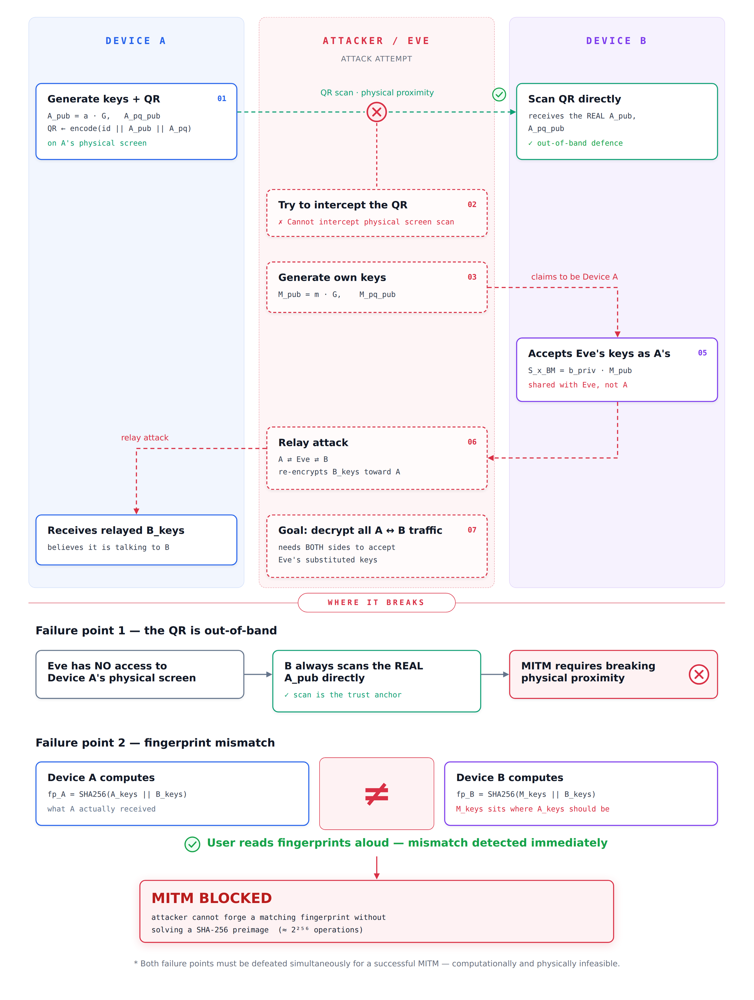 DEVICE A
ATTACKER / EVE
DEVICE B
ATTACK ATTEMPT
Generate keys + QR
01
A_pub = a · G,   A_pq_pub
QR ← encode(id || A_pub || A_pq)
on A's physical screen
QR scan · physical proximity
Scan QR directly
receives the REAL A_pub,
A_pq_pub
✓ out-of-band defence
Try to intercept the QR
02
✗ Cannot intercept physical screen scan
Generate own keys
03
M_pub = m · G,    M_pq_pub
claims to be Device A
Accepts Eve's keys as A's
05
S_x_BM = b_priv · M_pub
shared with Eve, not A
relay attack
Relay attack
06
A ⇄ Eve ⇄ B
re-encrypts B_keys toward A
Receives relayed B_keys
believes it is talking to B
Goal: decrypt all A ↔ B traffic
07
needs BOTH sides to accept
Eve's substituted keys
WHERE IT BREAKS
Failure point 1 — the QR is out-of-band
Eve has NO access to
Device A's physical screen
B always scans the REAL
A_pub directly
✓ scan is the trust anchor
MITM requires breaking
physical proximity
Failure point 2 — fingerprint mismatch
Device A computes
fp_A = SHA256(A_keys || B_keys)
what A actually received
≠
Device B computes
fp_B = SHA256(M_keys || B_keys)
M_keys sits where A_keys should be
User reads fingerprints aloud — mismatch detected immediately
MITM BLOCKED
attacker cannot forge a matching fingerprint without
solving a SHA-256 preimage  (≈ 2²⁵⁶ operations)
* Both failure points must be defeated simultaneously for a successful MITM — computationally and physically infeasible.